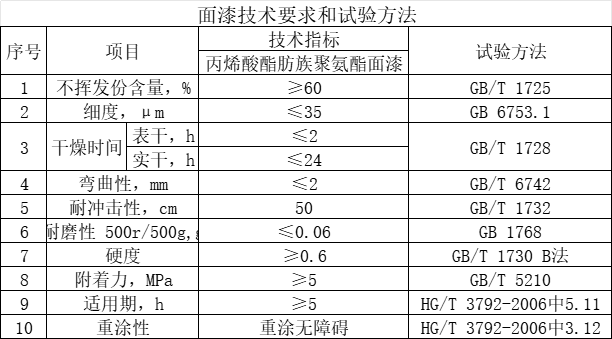 面漆技术要求和试验方法
序号 项目 技术指标 试验方法
丙烯酸酯肪族聚氨酯面漆
1 不挥发份含量，% ≥60 GB/T 1725
2 细度，μm ≤35 GB 6753.1
3 干燥时间 表干，h ≤2 GB/T 1728
实干，h ≤24
4 弯曲性，mm ≤2 GB/T 6742
5 耐冲击性，cm 50 GB/T 1732
6 耐磨性 500r/500g,g ≤0.06 GB 1768
7 硬度 ≥0.6 GB/T 1730 B法
8 附着力，MPa ≥5 GB/T 5210
9 适用期，h ≥5 HG/T 3792-2006中5.11
10 重涂性 重涂无障碍 HG/T 3792-2006中3.12